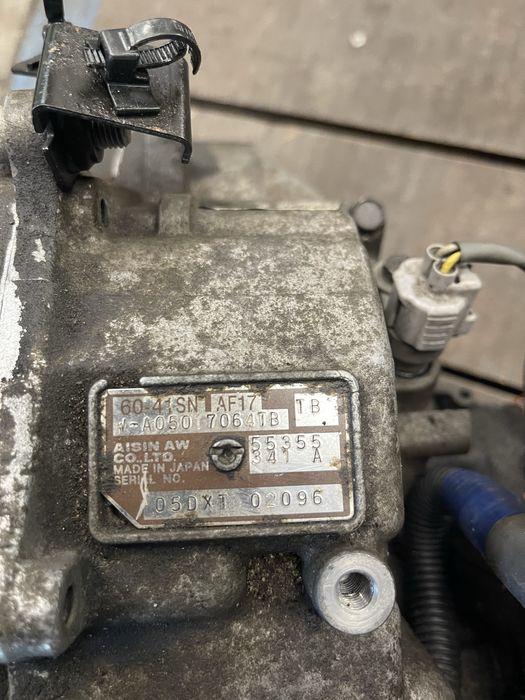 60-41SN AF17 TB
V-A050 7064TB
AISIN AW 55355
CO.,LTD. 341 A
MADE IN JAPAN
SERIAL NO.
05DXT 02096